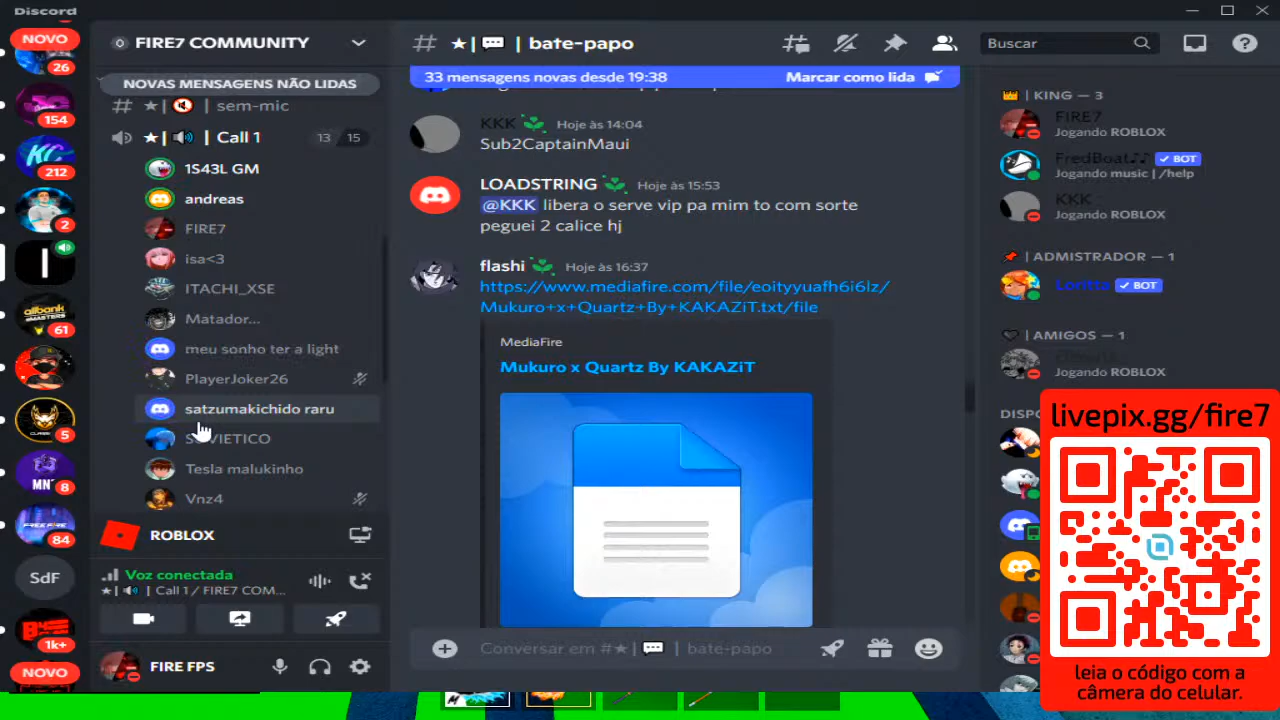 Discord
NOVO
26
154
212
2
61
5
MNT
8
FREE FIRE
84
SdF
1k+
NOVO
FIRE7 COMMUNITY
NOVAS MENSAGENS NÃO LIDAS
# ★| 🔇 | sem-mic
★| 🔊 | Call 1 13 / 15
1S43L GM
andreas
FIRE7
isa<3
ITACHI_XSE
Matador...
meu sonho ter a light
PlayerJoker26
satzumakichido raru
Tesla malukinho
Vnz4
ROBLOX
Voz conectada
★| 🔊 | Call 1 / FIRE7 COM...
FIRE FPS
# ★| 💬 | bate-papo
Buscar
33 mensagens novas desde 19:38 Marcar como lida
KKK Hoje às 14:04
Sub2CaptainMaui
LOADSTRING Hoje às 15:53
@KKK libera o serve vip pa mim to com sorte
peguei 2 calice hj
flashi Hoje às 16:37
https://www.mediafire.com/file/eoityyuafh6i6lz/
Mukuro+x+Quartz+By+KAKAZiT.txt/file
MediaFire
Mukuro x Quartz By KAKAZiT
Conversar em #★| 💬 | bate-papo
KING — 3
FIRE7
Jogando ROBLOX
FredBoat♪♪ ✓ BOT
Jogando music | /help
KKK
Jogando ROBLOX
| ADMISTRADOR — 1
Loritta ✓ BOT
| AMIGOS — 1
Jogando ROBLOX
livepix.gg/fire7
leia o código com a
câmera do celular.